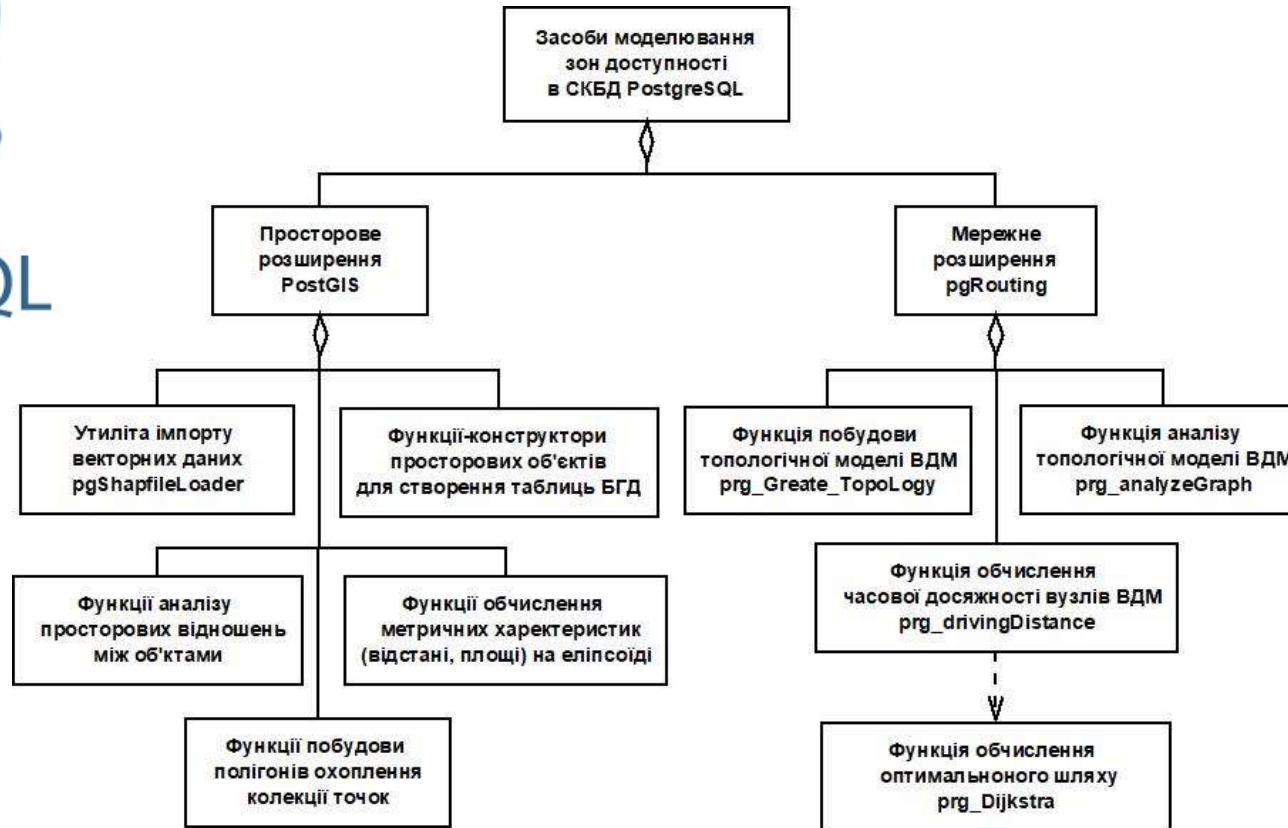 Засоби моделювання
зон доступності
в СКБД PostgreSQL
Просторове
розширення
PostGIS
Мережне
розширення
pgRouting
QL
Утиліта імпорту
векторних даних
pgShapfileLoader
Функції-конструктори
просторових об'єктів
для створення таблиць БГД
Функція побудови
топологічної моделі ВДМ
prg_Greate_TopoLogy
Функція аналізу
топологічної моделі ВДМ
prg_analyzeGraph
Функції аналізу
просторових відношень
між об'ктами
Функції обчислення
метричних характеристик
(відстані, площі) на еліпсоїді
Функція обчислення
часової досяжності вузлів ВДМ
prg_drivingDistance
Функції побудови
полігонів охоплення
колекції точок
Функція обчислення
оптимальноного шляху
prg_Dijkstra